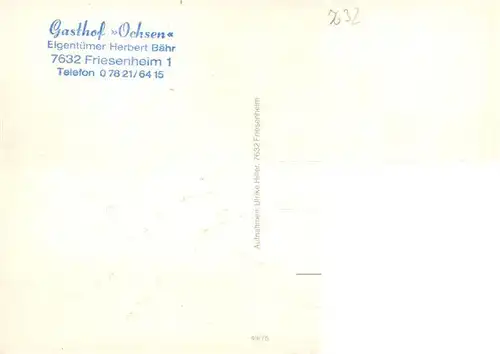 Gasthof »Ochsen«
Eigentümer Herbert Bähr
7632 Friesenheim 1
Telefon 0 78 21/64 15
7632
Aufnahmen: Ulrike Hiller, 7632 Friesenheim